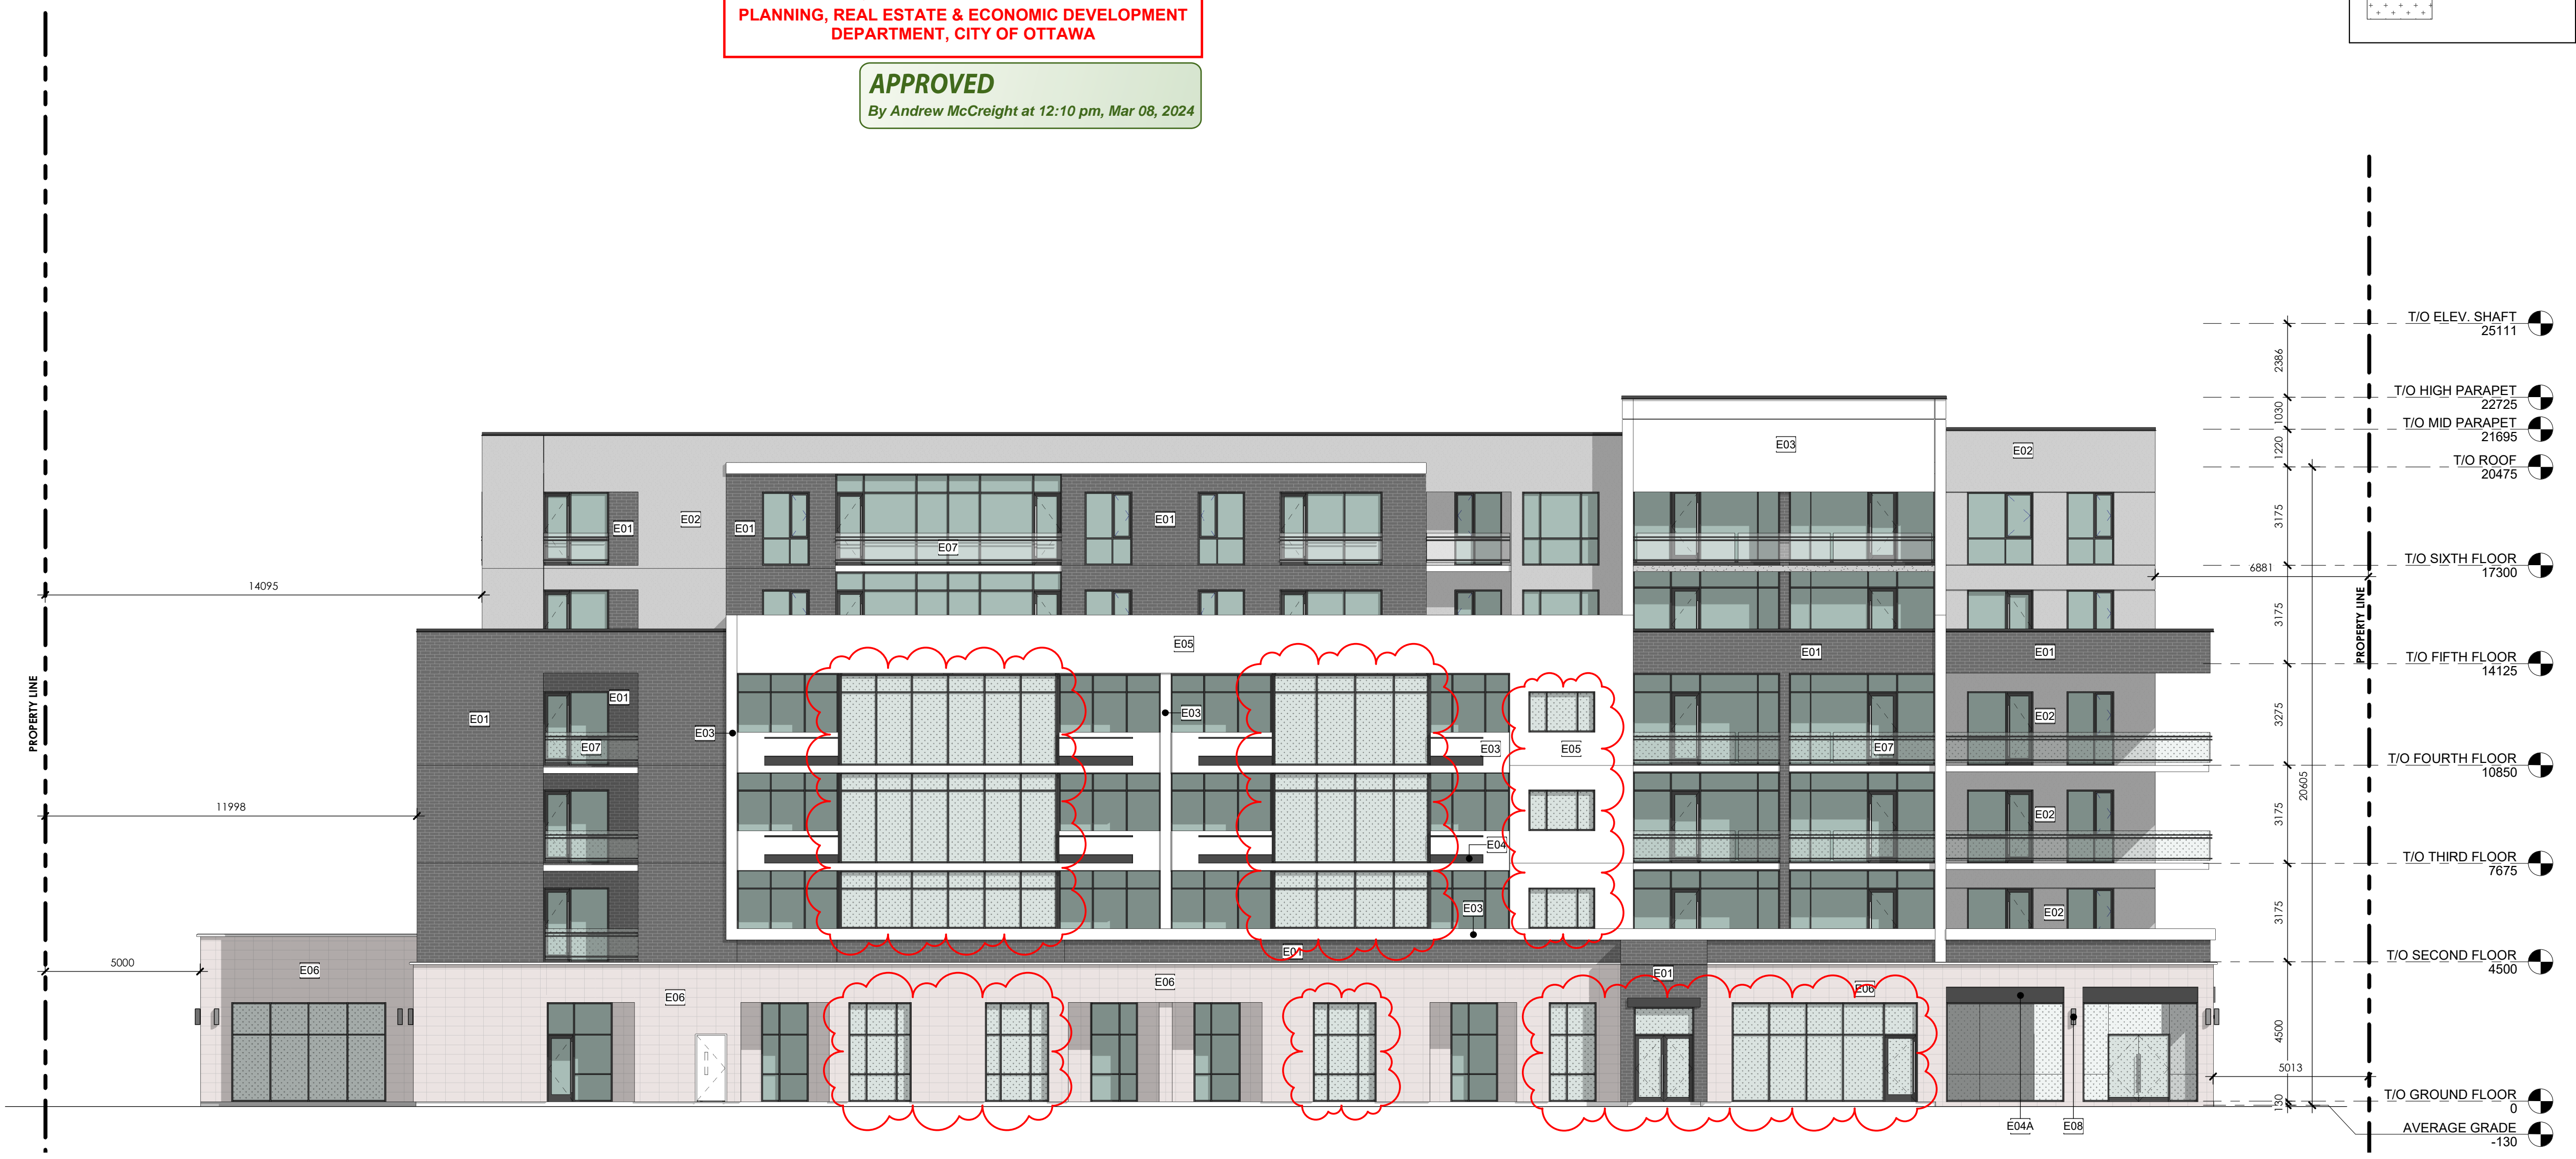 PLANNING, REAL ESTATE & ECONOMIC DEVELOPMENT
DEPARTMENT, CITY OF OTTAWA
APPROVED
By Andrew McCreight at 12:10 pm, Mar 08, 2024
T/O ELEV. SHAFT
25111
2386
T/O HIGH PARAPET
22725
1030
T/O MID PARAPET
21695
1220
T/O ROOF
20475
3175
T/O SIXTH FLOOR
17300
6881
3175
T/O FIFTH FLOOR
14125
3275
T/O FOURTH FLOOR
10850
20605
3175
T/O THIRD FLOOR
7675
3175
T/O SECOND FLOOR
4500
4500
5013
T/O GROUND FLOOR
0
130
AVERAGE GRADE
-130
PROPERTY LINE
PROPERTY LINE
14095
11998
5000
E03
E02
E01
E02
E01
E01
E07
E05
E01
E01
E01
E01
E03
E03
E03
E05
E07
E02
E07
E04
E02
E03
E02
E01
E06
E06
E06
E01
E06
E04A
E08